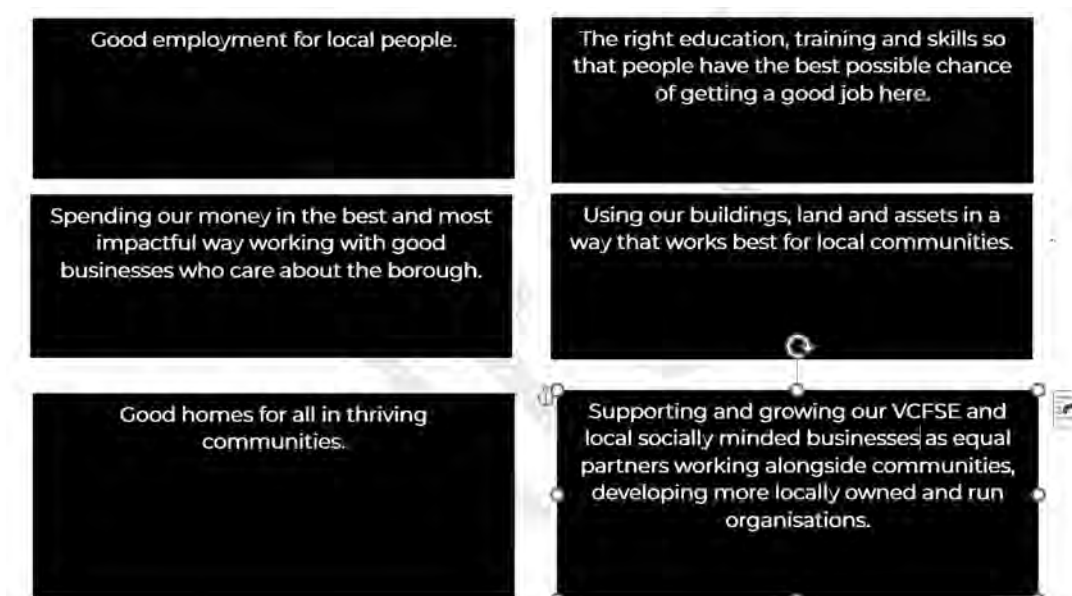 Good employment for local people.
The right education, training and skills so
that people have the best possible chance
of getting a good job here.
Spending our money in the best and most
impactful way working with good
businesses who care about the borough.
Using our buildings, land and assets in a
way that works best for local communities.
Good homes for all in thriving
communities.
Supporting and growing our VCFSE and
local socially minded businesses as equal
partners working alongside communities,
developing more locally owned and run
organisations.